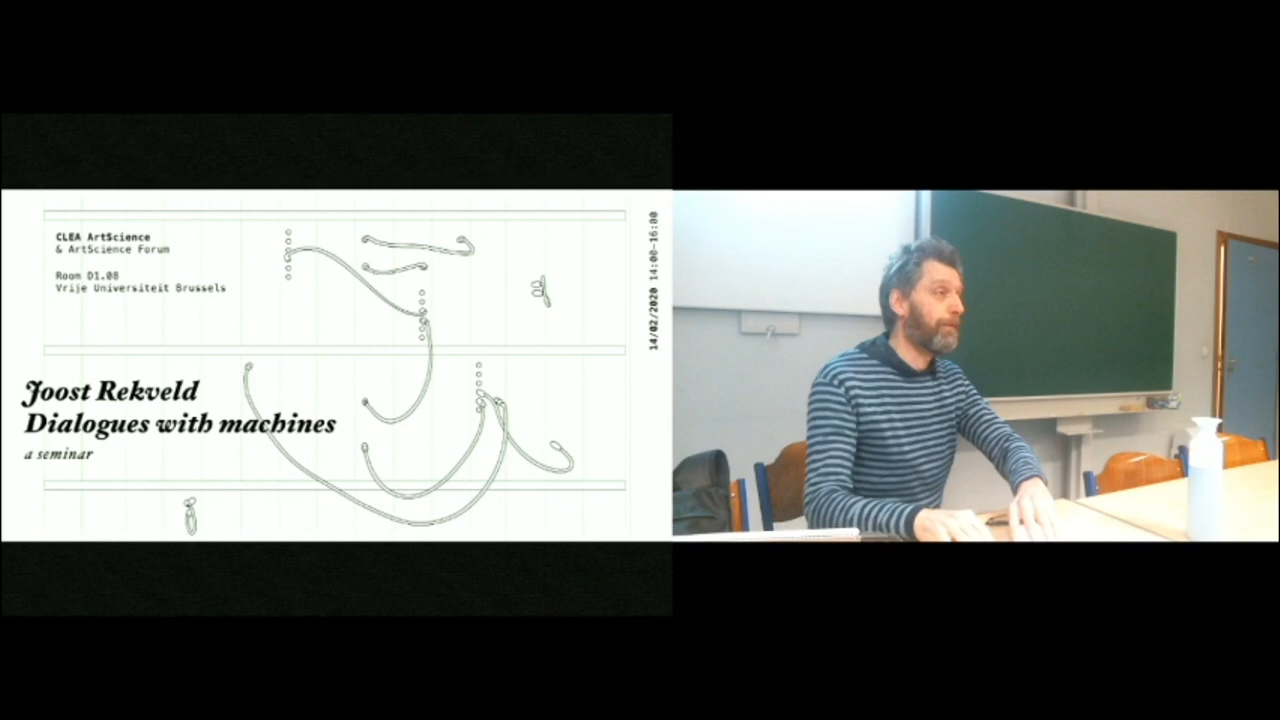 CLEA ArtScience
& ArtScience Forum
Room D1.08
Vrije Universiteit Brussels
14/02/2020 14:00-16:00
Joost Rekveld
Dialogues with machines
a seminar